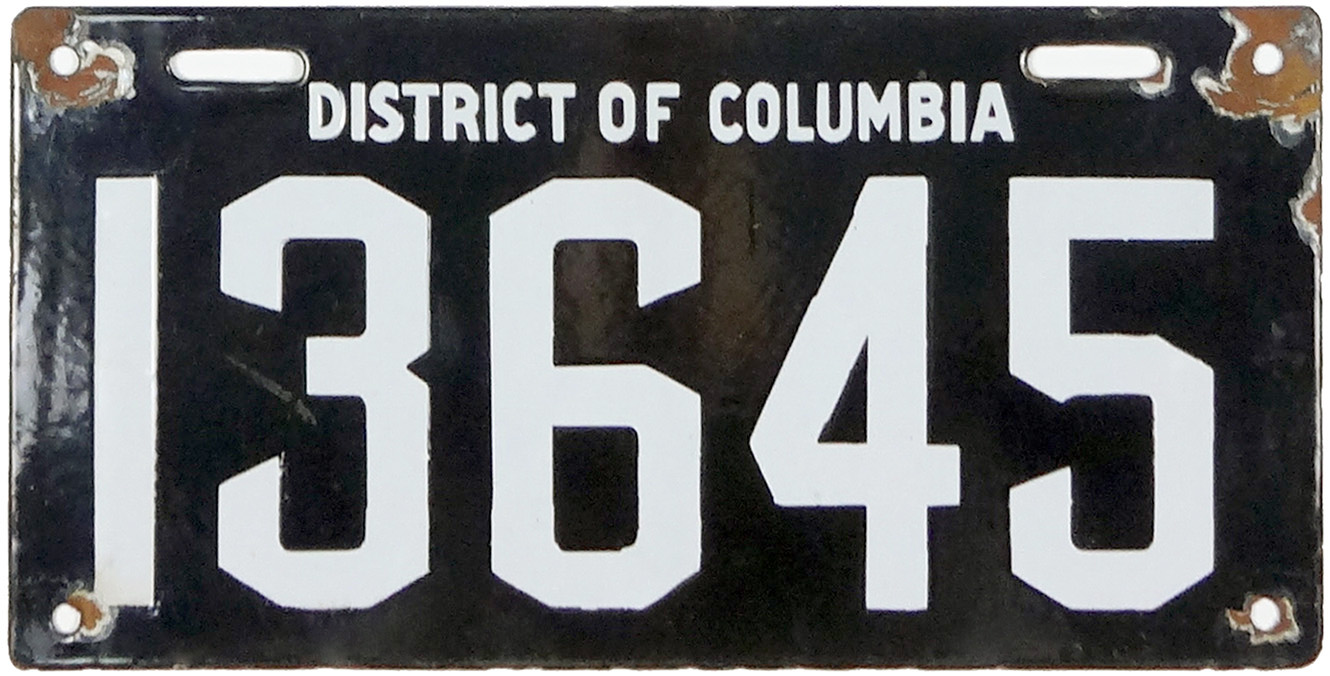 DISTRICT OF COLUMBIA
13645